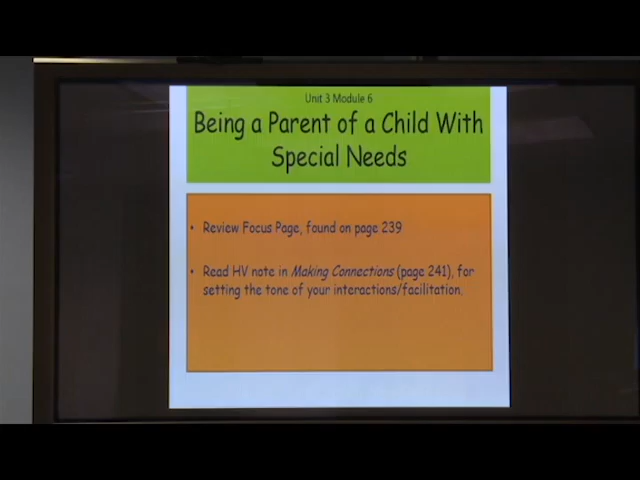 Unit 3 Module 6
Being a Parent of a Child With
Special Needs
• Review Focus Page, found on page 239
• Read HV note in Making Connections (page 241), for
setting the tone of your interactions/facilitation.